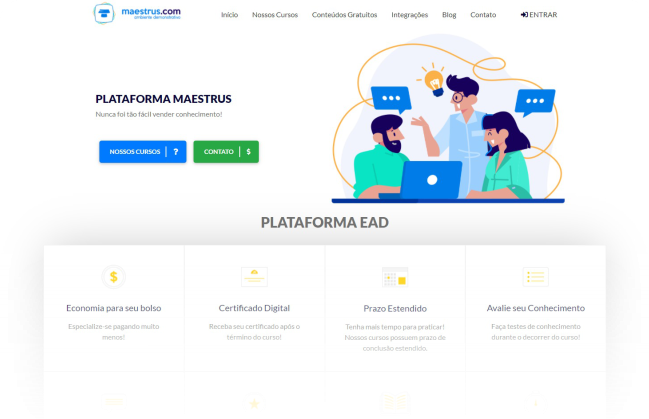 maestrus.com
ambiente demonstrativo
Início Nossos Cursos Conteúdos Gratuitos Integrações Blog Contato ENTRAR
PLATAFORMA MAESTRUS
Nunca foi tão fácil vender conhecimento!
NOSSOS CURSOS ?
CONTATO $
PLATAFORMA EAD
$
Economia para seu bolso
Especialize-se pagando muito
menos!
Certificado Digital
Receba seu certificado após o
término do curso!
Prazo Estendido
Tenha mais tempo para praticar!
Nossos cursos possuem prazo de
conclusão estendido.
Avalie seu Conhecimento
Faça testes de conhecimento
durante o decorrer do curso!